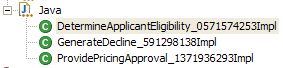 Java
DetermineApplicantEligibility_0571574253Impl
GenerateDecline_591298138Impl
ProvidePricingApproval_1371936293Impl